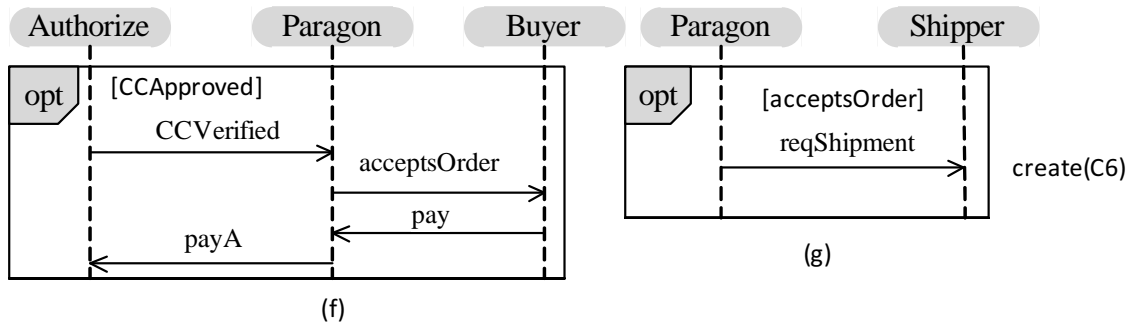 Authorize
Paragon
Buyer
opt
[CCApproved]
CCVerified
acceptsOrder
pay
payA
(f)
Paragon
Shipper
opt
[acceptsOrder]
reqShipment
create(C6)
(g)